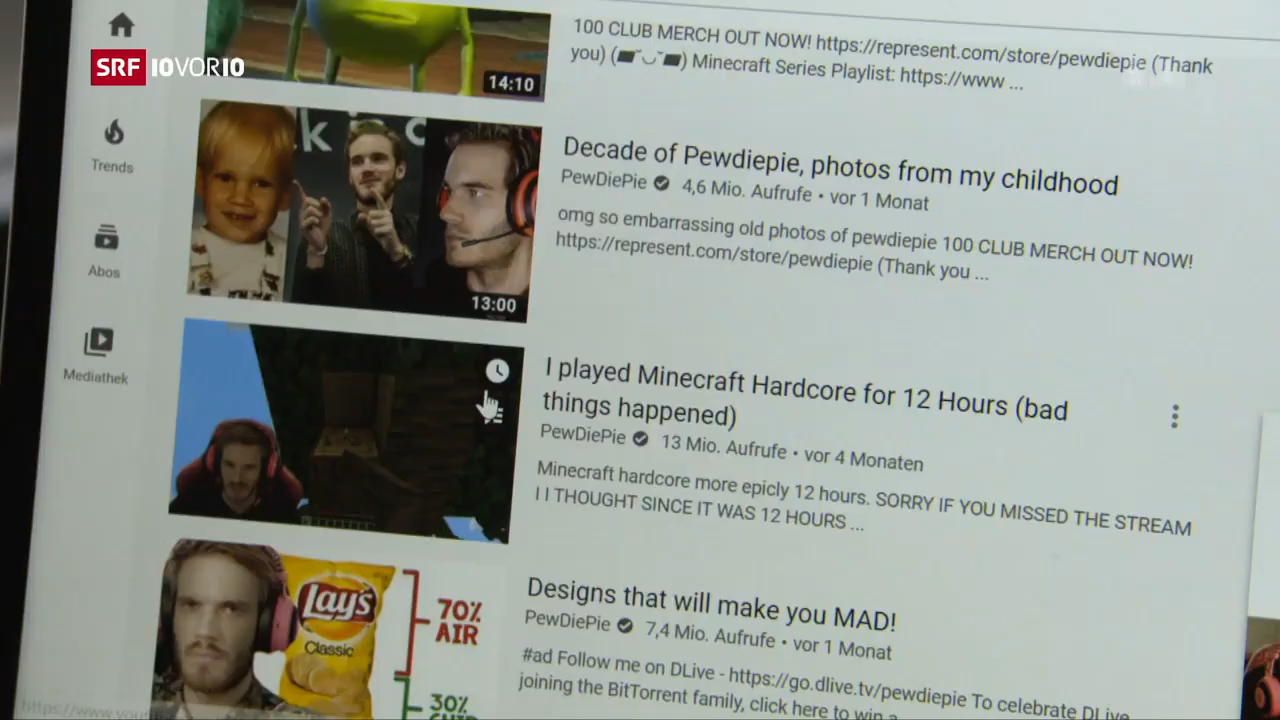 100 CLUB MERCH OUT NOW! https://represent.com/store/pewdiepie (Thank
you) (▀̿◡▀̿) Minecraft Series Playlist: https://www ...
SRF 10VOR10
14:10
Trends
Decade of Pewdiepie, photos from my childhood
PewDiePie 4,6 Mio. Aufrufe • vor 1 Monat
omg so embarrassing old photos of pewdiepie 100 CLUB MERCH OUT NOW!
https://represent.com/store/pewdiepie (Thank you ...
13:00
Abos
Mediathek
I played Minecraft Hardcore for 12 Hours (bad
things happened)
PewDiePie 13 Mio. Aufrufe • vor 4 Monaten
Minecraft hardcore more epicly 12 hours. SORRY IF YOU MISSED THE STREAM
I I THOUGHT SINCE IT WAS 12 HOURS ...
Lay's
Classic
70%
AIR
30%
Designs that will make you MAD!
PewDiePie 7,4 Mio. Aufrufe • vor 1 Monat
#ad Follow me on DLive - https://go.dlive.tv/pewdiepie To celebrate DLive
joining the BitTorrent family, click here to win a